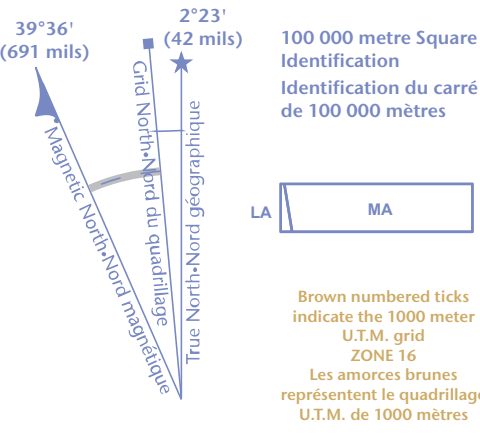 39°36'
(691 mils)
2°23'
(42 mils)
Magnetic North•Nord magnétique
Grid North•Nord du quadrillage
True North•Nord géographique
100 000 metre Square
Identification
Identification du carré
de 100 000 mètres
LA
MA
Brown numbered ticks
indicate the 1000 meter
U.T.M. grid
ZONE 16
Les amorces brunes
représentent le quadrillage
U.T.M. de 1000 mètres